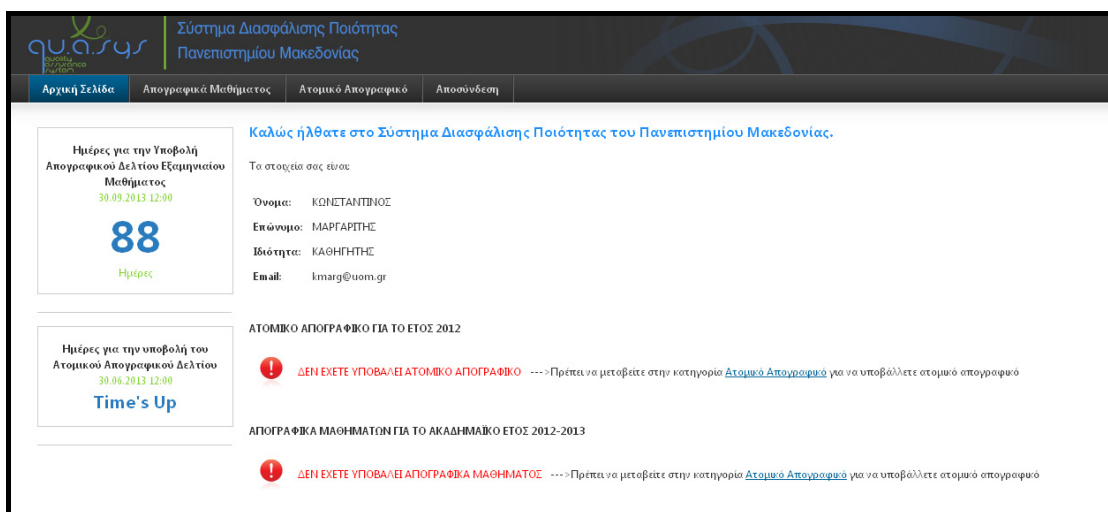 qu.a.sys
quality
assurance
system
Σύστημα Διασφάλισης Ποιότητας
Πανεπιστημίου Μακεδονίας
Αρχική Σελίδα Απογραφικά Μαθήματος Ατομικό Απογραφικό Αποσύνδεση
Ημέρες για την Υποβολή
Απογραφικού Δελτίου Εξαμηνιαίου
Μαθήματος
30.09.2013 12:00
88
Ημέρες
Ημέρες για την υποβολή του
Ατομικού Απογραφικού Δελτίου
30.06.2013 12:00
Time's Up
Καλώς ήλθατε στο Σύστημα Διασφάλισης Ποιότητας του Πανεπιστημίου Μακεδονίας.
Τα στοιχεία σας είναι:
Όνομα: ΚΩΝΣΤΑΝΤΙΝΟΣ
Επώνυμο: ΜΑΡΓΑΡΙΤΗΣ
Ιδιότητα: ΚΑΘΗΓΗΤΗΣ
Email: kmarg@uom.gr
ΑΤΟΜΙΚΟ ΑΠΟΓΡΑΦΙΚΟ ΓΙΑ ΤΟ ΕΤΟΣ 2012
ΔΕΝ ΕΧΕΤΕ ΥΠΟΒΑΛΕΙ ΑΤΟΜΙΚΟ ΑΠΟΓΡΑΦΙΚΟ --->Πρέπει να μεταβείτε στην κατηγορία Ατομικό Απογραφικό για να υποβάλλετε ατομικό απογραφικό
ΑΠΟΓΡΑΦΙΚΑ ΜΑΘΗΜΑΤΩΝ ΓΙΑ ΤΟ ΑΚΑΔΗΜΑΪΚΟ ΕΤΟΣ 2012-2013
ΔΕΝ ΕΧΕΤΕ ΥΠΟΒΑΛΕΙ ΑΠΟΓΡΑΦΙΚΑ ΜΑΘΗΜΑΤΟΣ --->Πρέπει να μεταβείτε στην κατηγορία Ατομικό Απογραφικό για να υποβάλλετε ατομικό απογραφικό